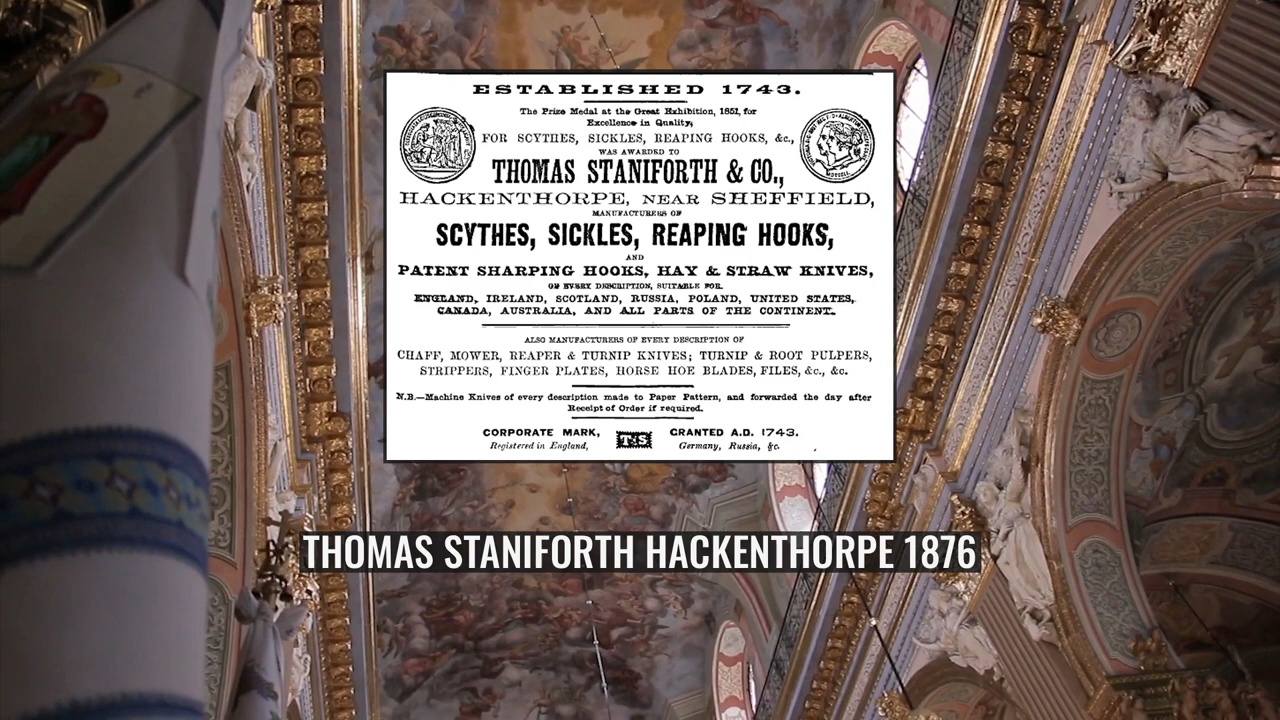 ESTABLISHED 1743.
The Prize Medal at the Great Exhibition, 1851, for
Excellence in Quality,
FOR SCYTHES, SICKLES, REAPING HOOKS, &c.,
WAS AWARDED TO
THOMAS STANIFORTH & CO.,
HACKENTHORPE, NEAR SHEFFIELD,
MANUFACTURERS OF
SCYTHES, SICKLES, REAPING HOOKS,
AND
PATENT SHARPING HOOKS, HAY & STRAW KNIVES,
OF EVERY DESCRIPTION, SUITABLE FOR
ENGLAND, IRELAND, SCOTLAND, RUSSIA, POLAND, UNITED STATES,
CANADA, AUSTRALIA, AND ALL PARTS OF THE CONTINENT.
ALSO MANUFACTURERS OF EVERY DESCRIPTION OF
CHAFF, MOWER, REAPER & TURNIP KNIVES; TURNIP & ROOT PULPERS,
STRIPPERS, FINGER PLATES, HORSE HOE BLADES, FILES, &c., &c.
N.B.—Machine Knives of every description made to Paper Pattern, and forwarded the day after
Receipt of Order if required.
CORPORATE MARK, GRANTED A.D. 1743.
Registered in England, Germany, Russia, &c.
THOMAS STANIFORTH HACKENTHORPE 1876